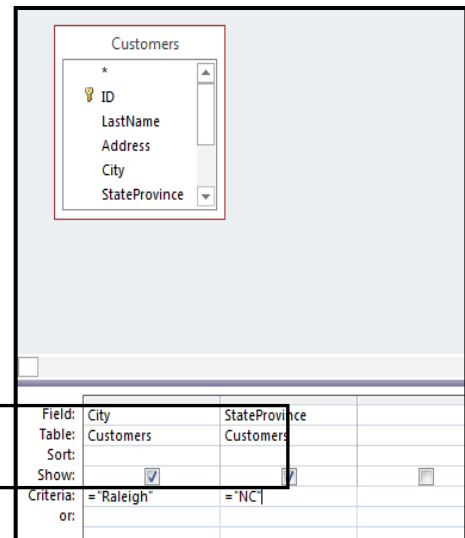 Customers
*
ID
LastName
Address
City
StateProvince
Field: City StateProvince
Table: Customers Customers
Sort:
Show:
Criteria: ="Raleigh" ="NC"
or: